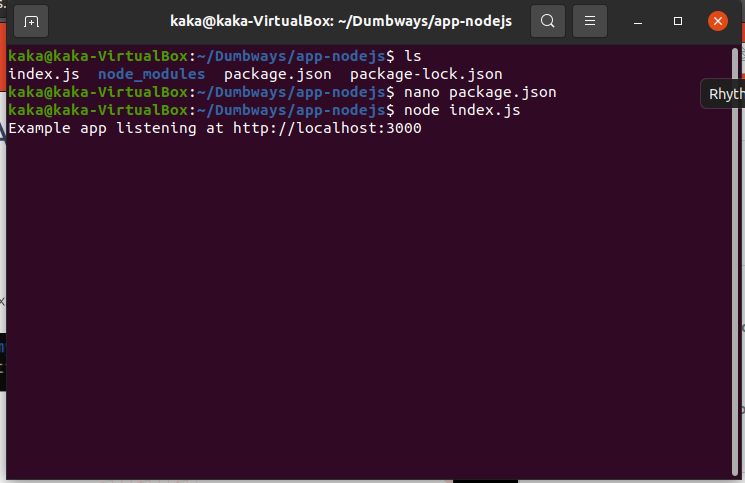 kaka@kaka-VirtualBox: ~/Dumbways/app-nodejs
kaka@kaka-VirtualBox:~/Dumbways/app-nodejs$ ls
index.js  node_modules  package.json  package-lock.json
kaka@kaka-VirtualBox:~/Dumbways/app-nodejs$ nano package.json
kaka@kaka-VirtualBox:~/Dumbways/app-nodejs$ node index.js
Example app listening at http://localhost:3000
Rhyth